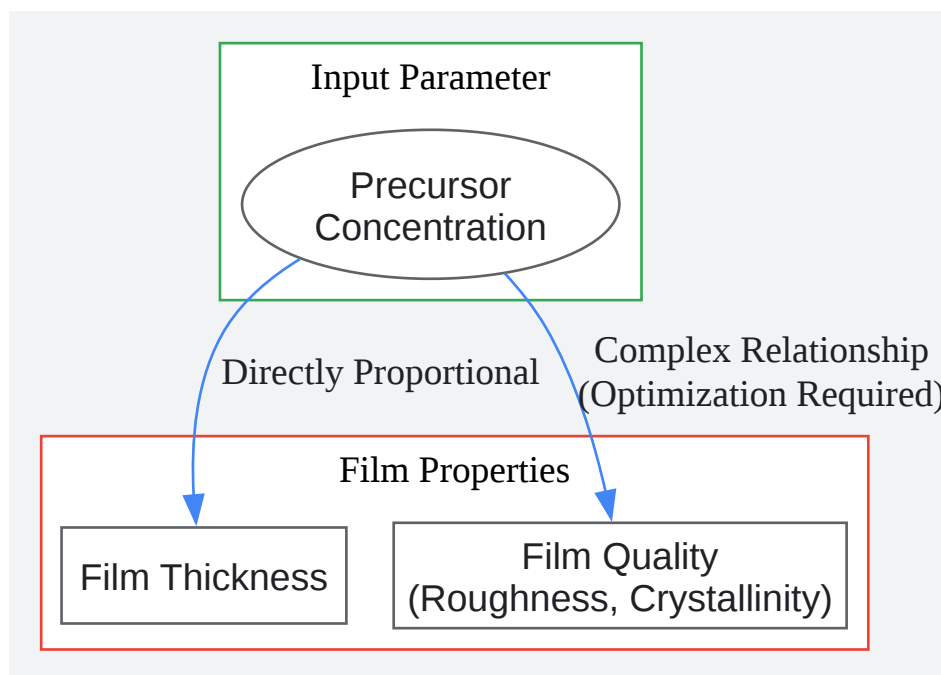 Input Parameter
Precursor
Concentration
Directly Proportional
Complex Relationship
(Optimization Required)
Film Properties
Film Thickness
Film Quality
(Roughness, Crystallinity)